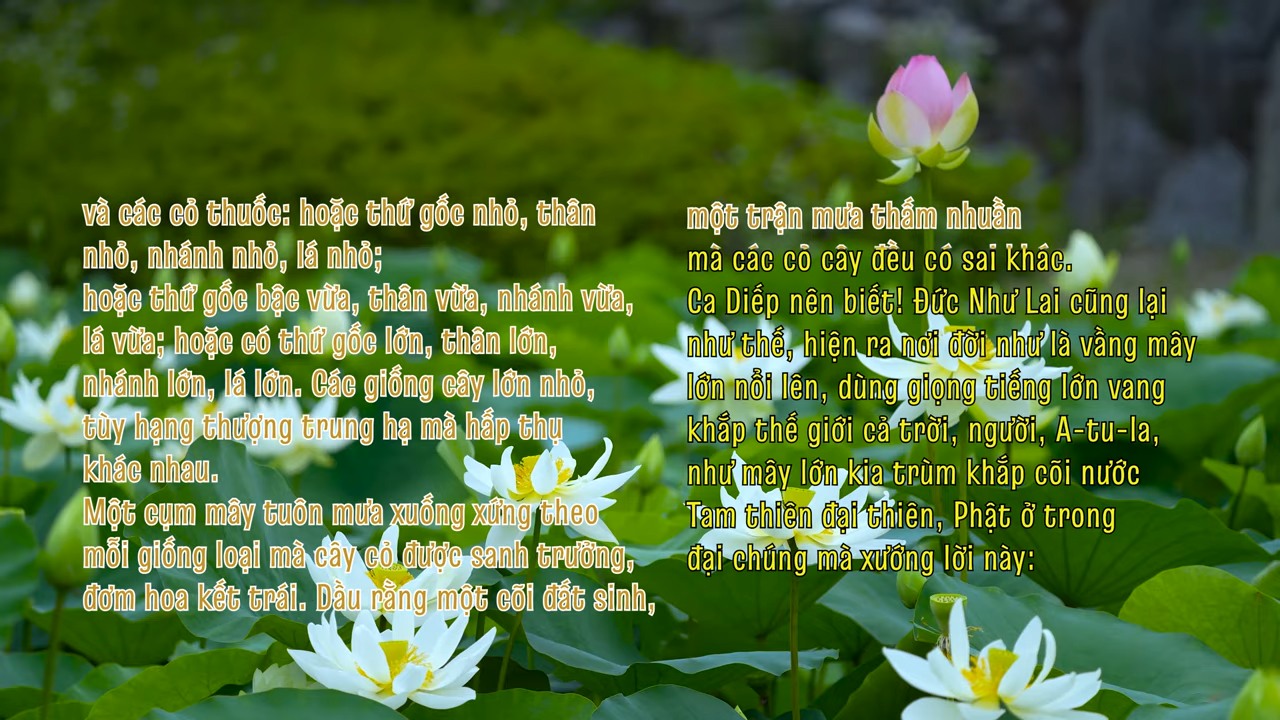 và các cỏ thuốc: hoặc thứ gốc nhỏ, thân
nhỏ, nhánh nhỏ, lá nhỏ;
hoặc thứ gốc bậc vừa, thân vừa, nhánh vừa,
lá vừa; hoặc có thứ gốc lớn, thân lớn,
nhánh lớn, lá lớn. Các giống cây lớn nhỏ,
tùy hạng thượng trung hạ mà hấp thụ
khác nhau.
Một cụm mây tuôn mưa xuống xứng theo
mỗi giống loại mà cây cỏ được sanh trưởng,
đơm hoa kết trái. Dầu rằng một cõi đất sinh,
một trận mưa thấm nhuần
mà các cỏ cây đều có sai khác.
Ca Diếp nên biết! Đức Như Lai cũng lại
như thế, hiện ra nơi đời như là vầng mây
lớn nổi lên, dùng giọng tiếng lớn vang
khắp thế giới cả trời, người, A-tu-la,
như mây lớn kia trùm khắp cõi nước
Tam thiên đại thiên, Phật ở trong
đại chúng mà xướng lời này: